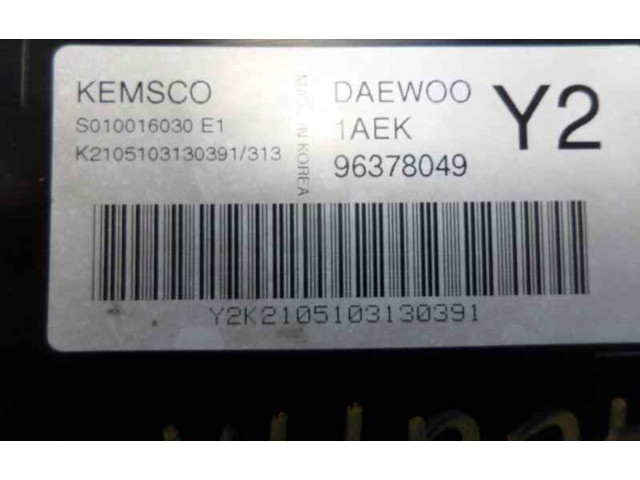 KEMSCO
S010016030 E1
K2105103130391/313
MADE IN KOREA
DAEWOO
1AEK
96378049
Y2
Y2K2105103130391